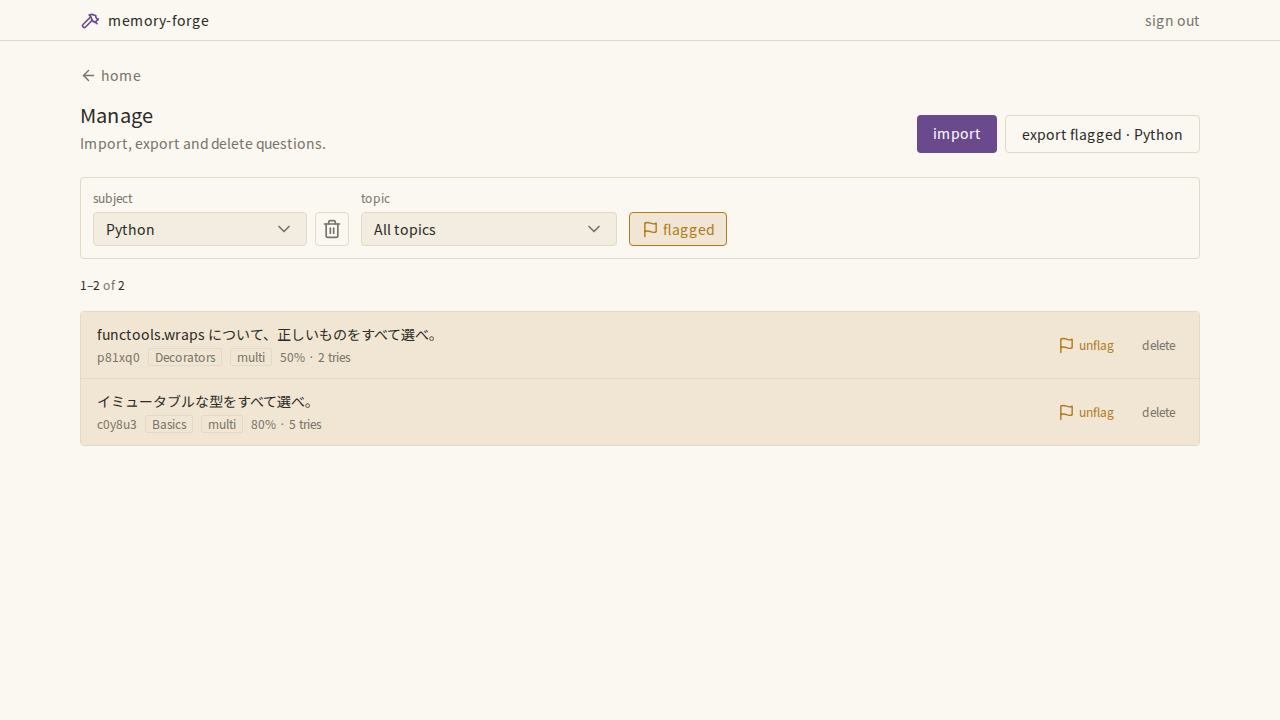 memory-forge
sign out
home
Manage
Import, export and delete questions.
import
export flagged · Python
subject
topic
Python
All topics
flagged
1–2 of 2
functools.wraps について、正しいものをすべて選べ。
p81xq0 Decorators multi 50% · 2 tries
unflag
delete
イミュータブルな型をすべて選べ。
c0y8u3 Basics multi 80% · 5 tries
unflag
delete